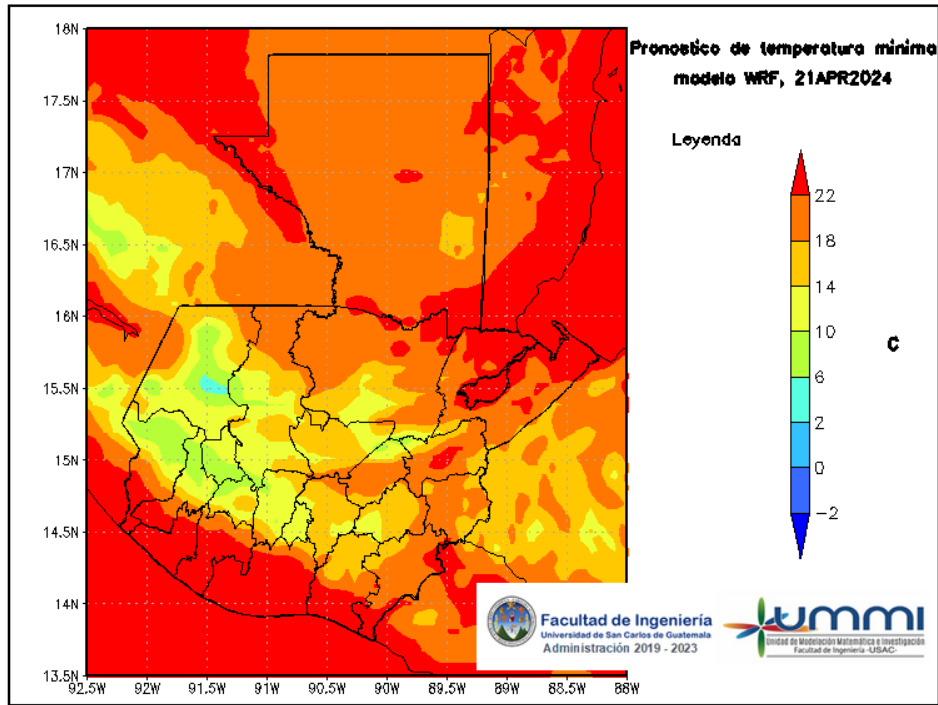 Pronostico de temperatura minima
modelo WRF, 21APR2024
Leyenda
22
18
14
10
6
2
0
−2
C
18N
17.5N
17N
16.5N
16N
15.5N
15N
14.5N
14N
13.5N
92.5W 92W 91.5W 91W 90.5W 90W 89.5W 89W 88.5W 88W
Facultad de Ingeniería
Universidad de San Carlos de Guatemala
Administración 2019 - 2023
UMMI
Unidad de Modelación Matemática e Investigación
Facultad de Ingeniería -USAC-